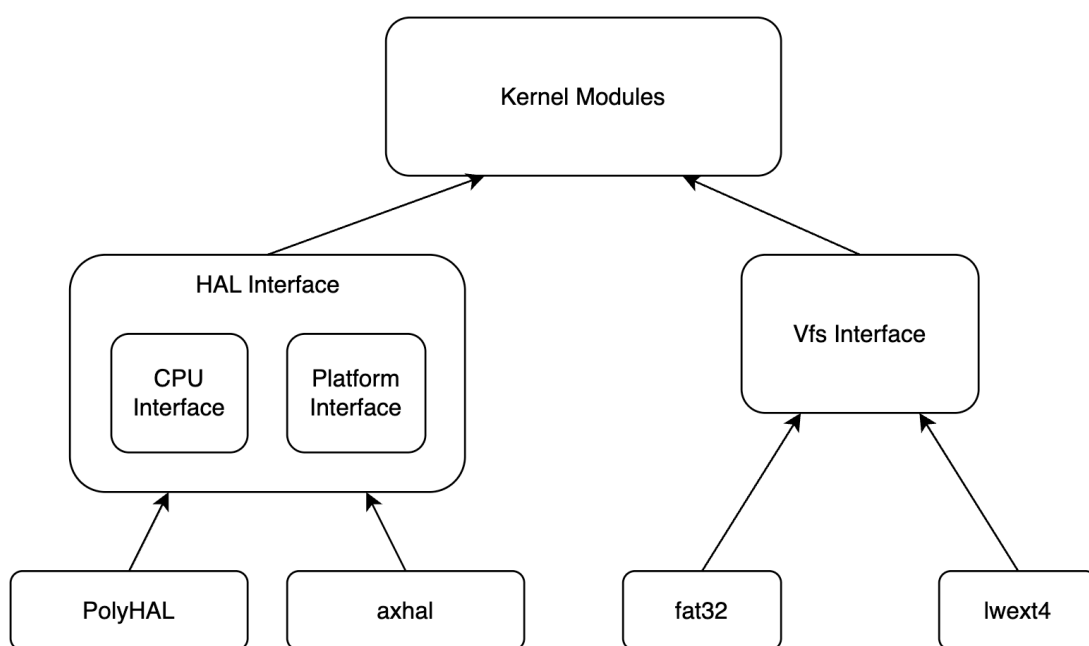 Kernel Modules
HAL Interface
CPU
Interface
Platform
Interface
Vfs Interface
PolyHAL
axhal
fat32
lwext4